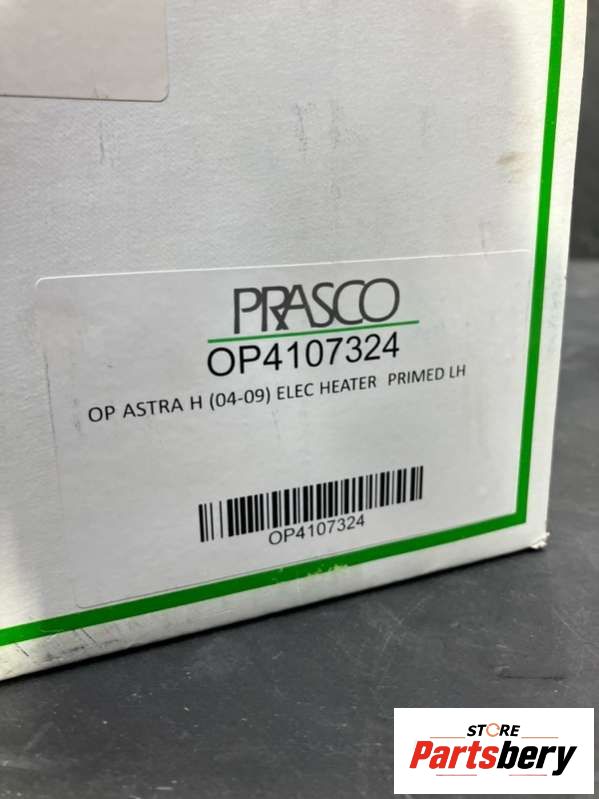 PRASCO
OP4107324
OP ASTRA H (04-09) ELEC HEATER PRIMED LH
OP4107324
STORE
Partsbery